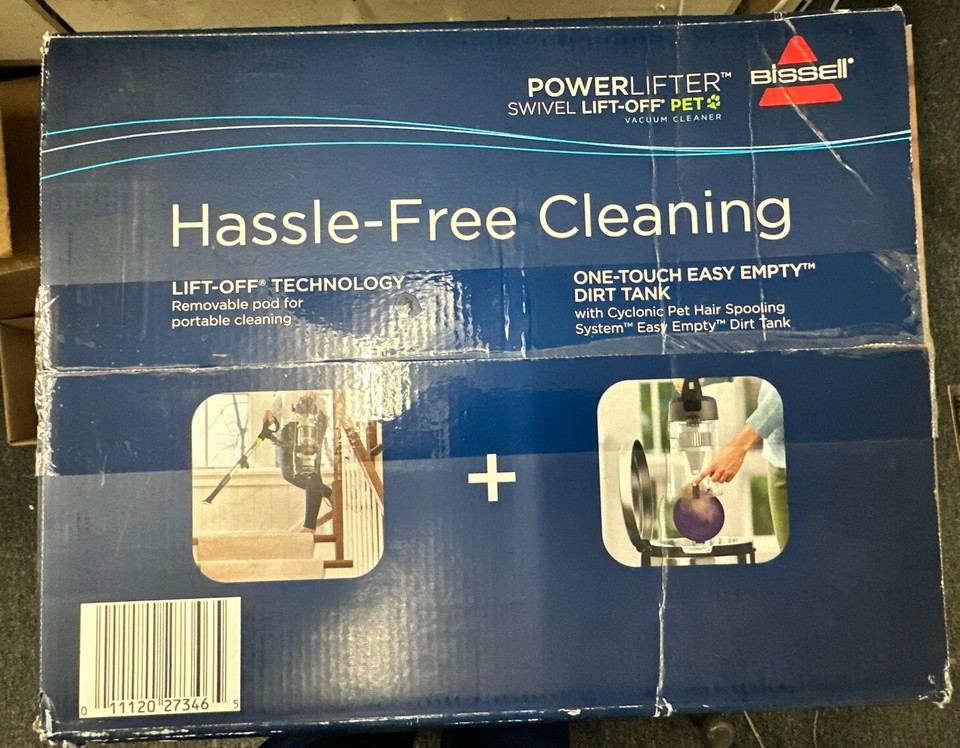 POWERLIFTER™
SWIVEL LIFT-OFF® PET
VACUUM CLEANER
BISSELL®
Hassle-Free Cleaning
LIFT-OFF® TECHNOLOGY
Removable pod for
portable cleaning
ONE-TOUCH EASY EMPTY™
DIRT TANK
with Cyclonic Pet Hair Spooling
System™ Easy Empty™ Dirt Tank
+
0 11120 27346 5